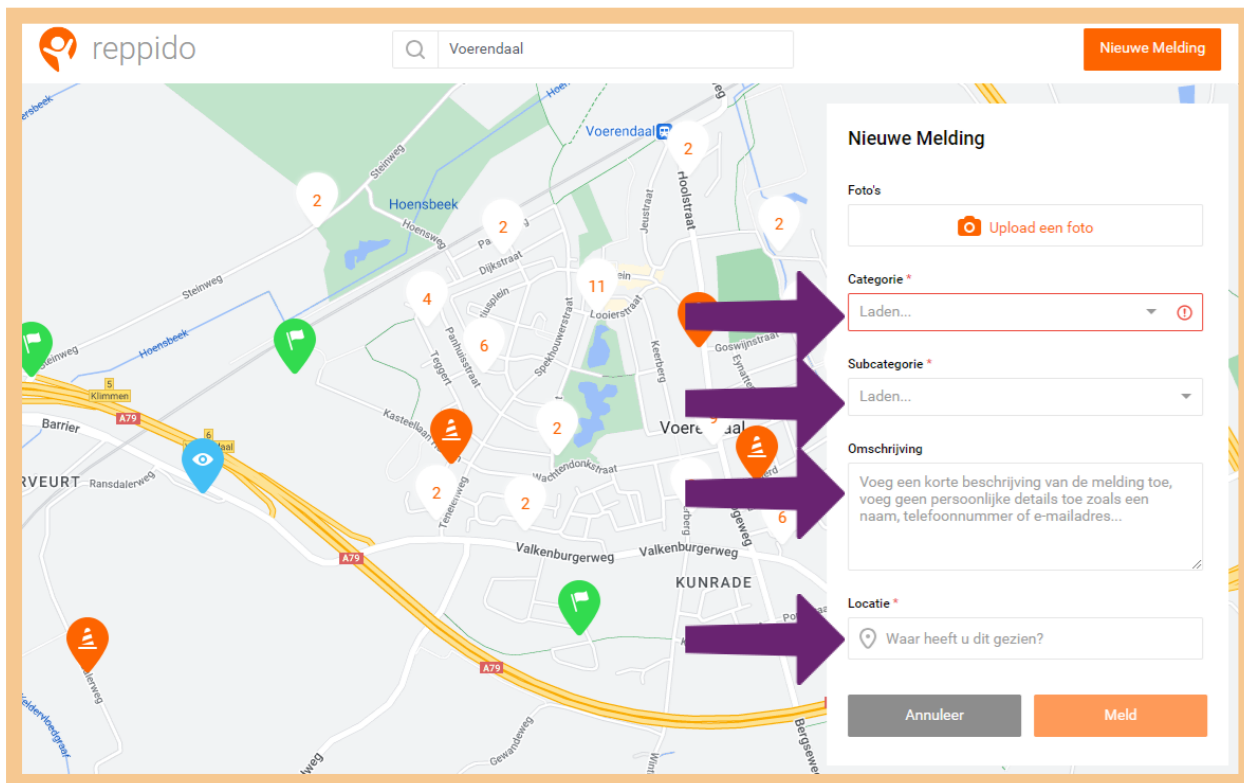 reppido
Voerendaal
Nieuwe Melding
Nieuwe Melding
Foto's
Upload een foto
Categorie *
Laden...
Subcategorie *
Laden...
Omschrijving
Voeg een korte beschrijving van de melding toe,
voeg geen persoonlijke details toe zoals een
naam, telefoonnummer of e-mailadres...
Locatie *
Waar heeft u dit gezien?
Annuleer
Meld
Voerendaal
2
Hoolstraat
Steinweg
2
Hoensbeek
Hoensweg
2
Jeustraat
2
Dijkstraat
Steinweg
4
11
Looierstraat
Hoensbeek
Panhuisstraat
6
Spekhouwerstraat
Keerberg
Goswijnstraat
Teggert
5
Klimmen
A79
Barrier
6
Kasteellaan
2
Ransdalerweg
Wachtendonkstraat
2
2
Tenelenweg
6
Valkenburgerweg
Valkenburgerweg
A79
KUNRADE
A79
Gewandeweg